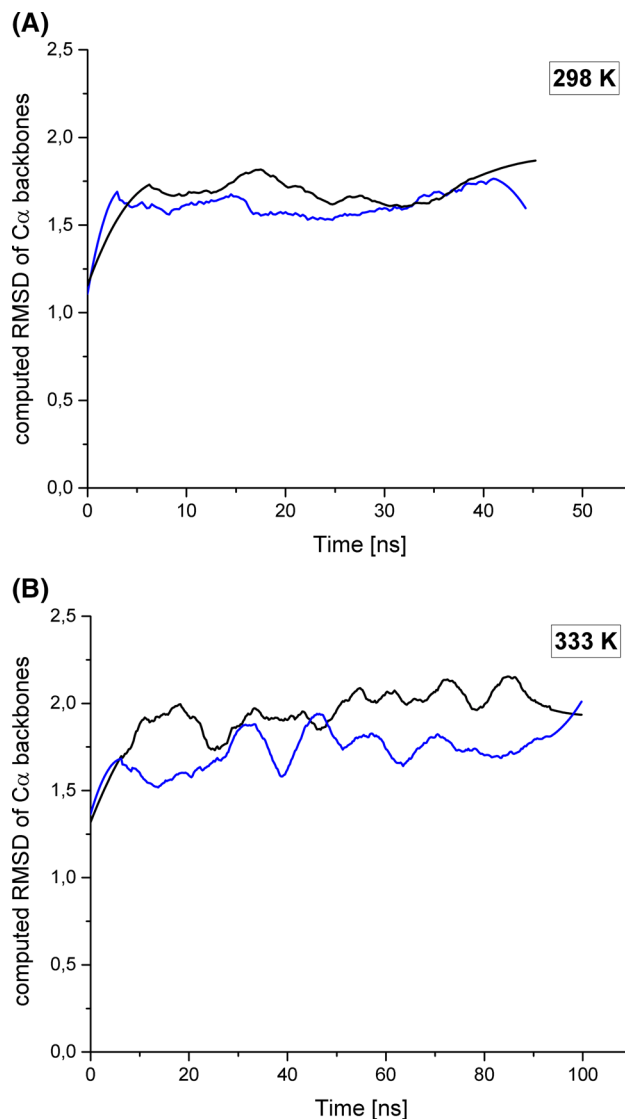 (A)
298 K
2,5
2,0
1,5
1,0
0,5
0,0
computed RMSD of Cα backbones
0 10 20 30 40 50
Time [ns]
(B)
333 K
2,5
2,0
1,5
1,0
0,5
0,0
computed RMSD of Cα backbones
0 20 40 60 80 100
Time [ns]